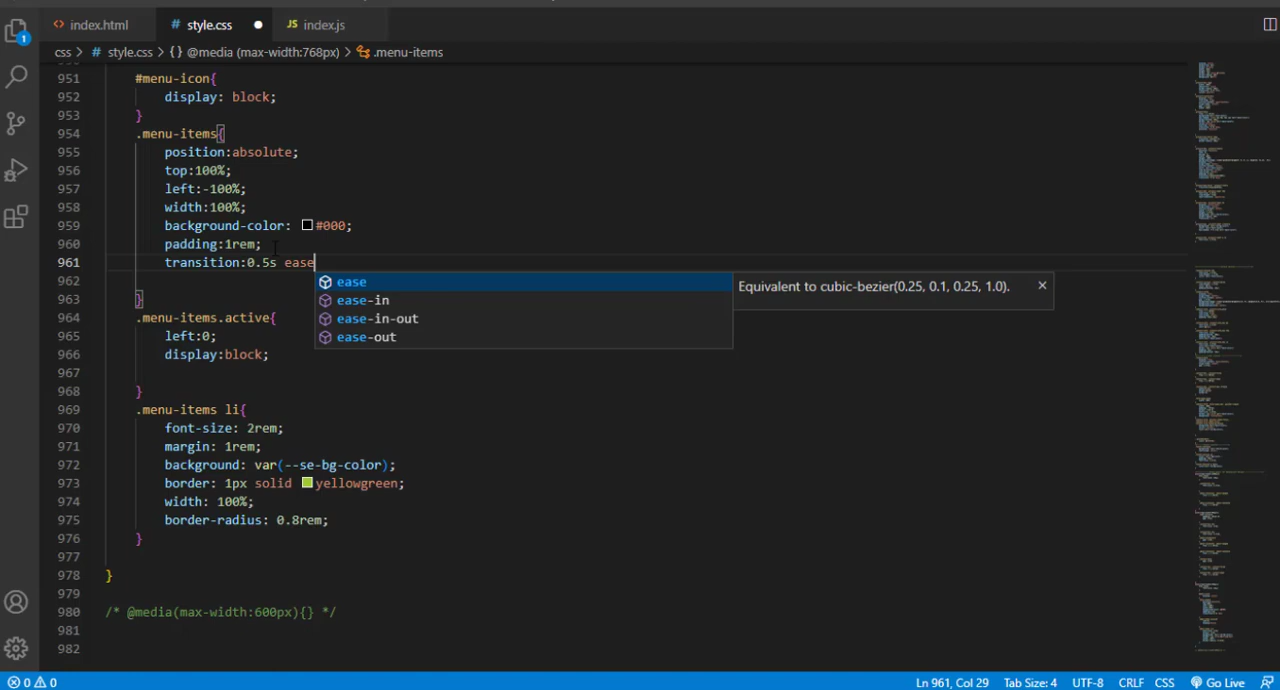 index.html
# style.css
JS index.js
css > # style.css > {} @media (max-width:768px) > .menu-items
1
951 #menu-icon{
952 display: block;
953 }
954 .menu-items{
955 position:absolute;
956 top:100%;
957 left:-100%;
958 width:100%;
959 background-color: #000;
960 padding:1rem;
961 transition:0.5s ease
962
963 }
964 .menu-items.active{
965 left:0;
966 display:block;
967
968 }
969 .menu-items li{
970 font-size: 2rem;
971 margin: 1rem;
972 background: var(--se-bg-color);
973 border: 1px solid yellowgreen;
974 width: 100%;
975 border-radius: 0.8rem;
976 }
977
978 }
979
980 /* @media(max-width:600px){} */
981
982
ease
ease-in
ease-in-out
ease-out
Equivalent to cubic-bezier(0.25, 0.1, 0.25, 1.0).
0 0 Ln 961, Col 29 Tab Size: 4 UTF-8 CRLF CSS Go Live